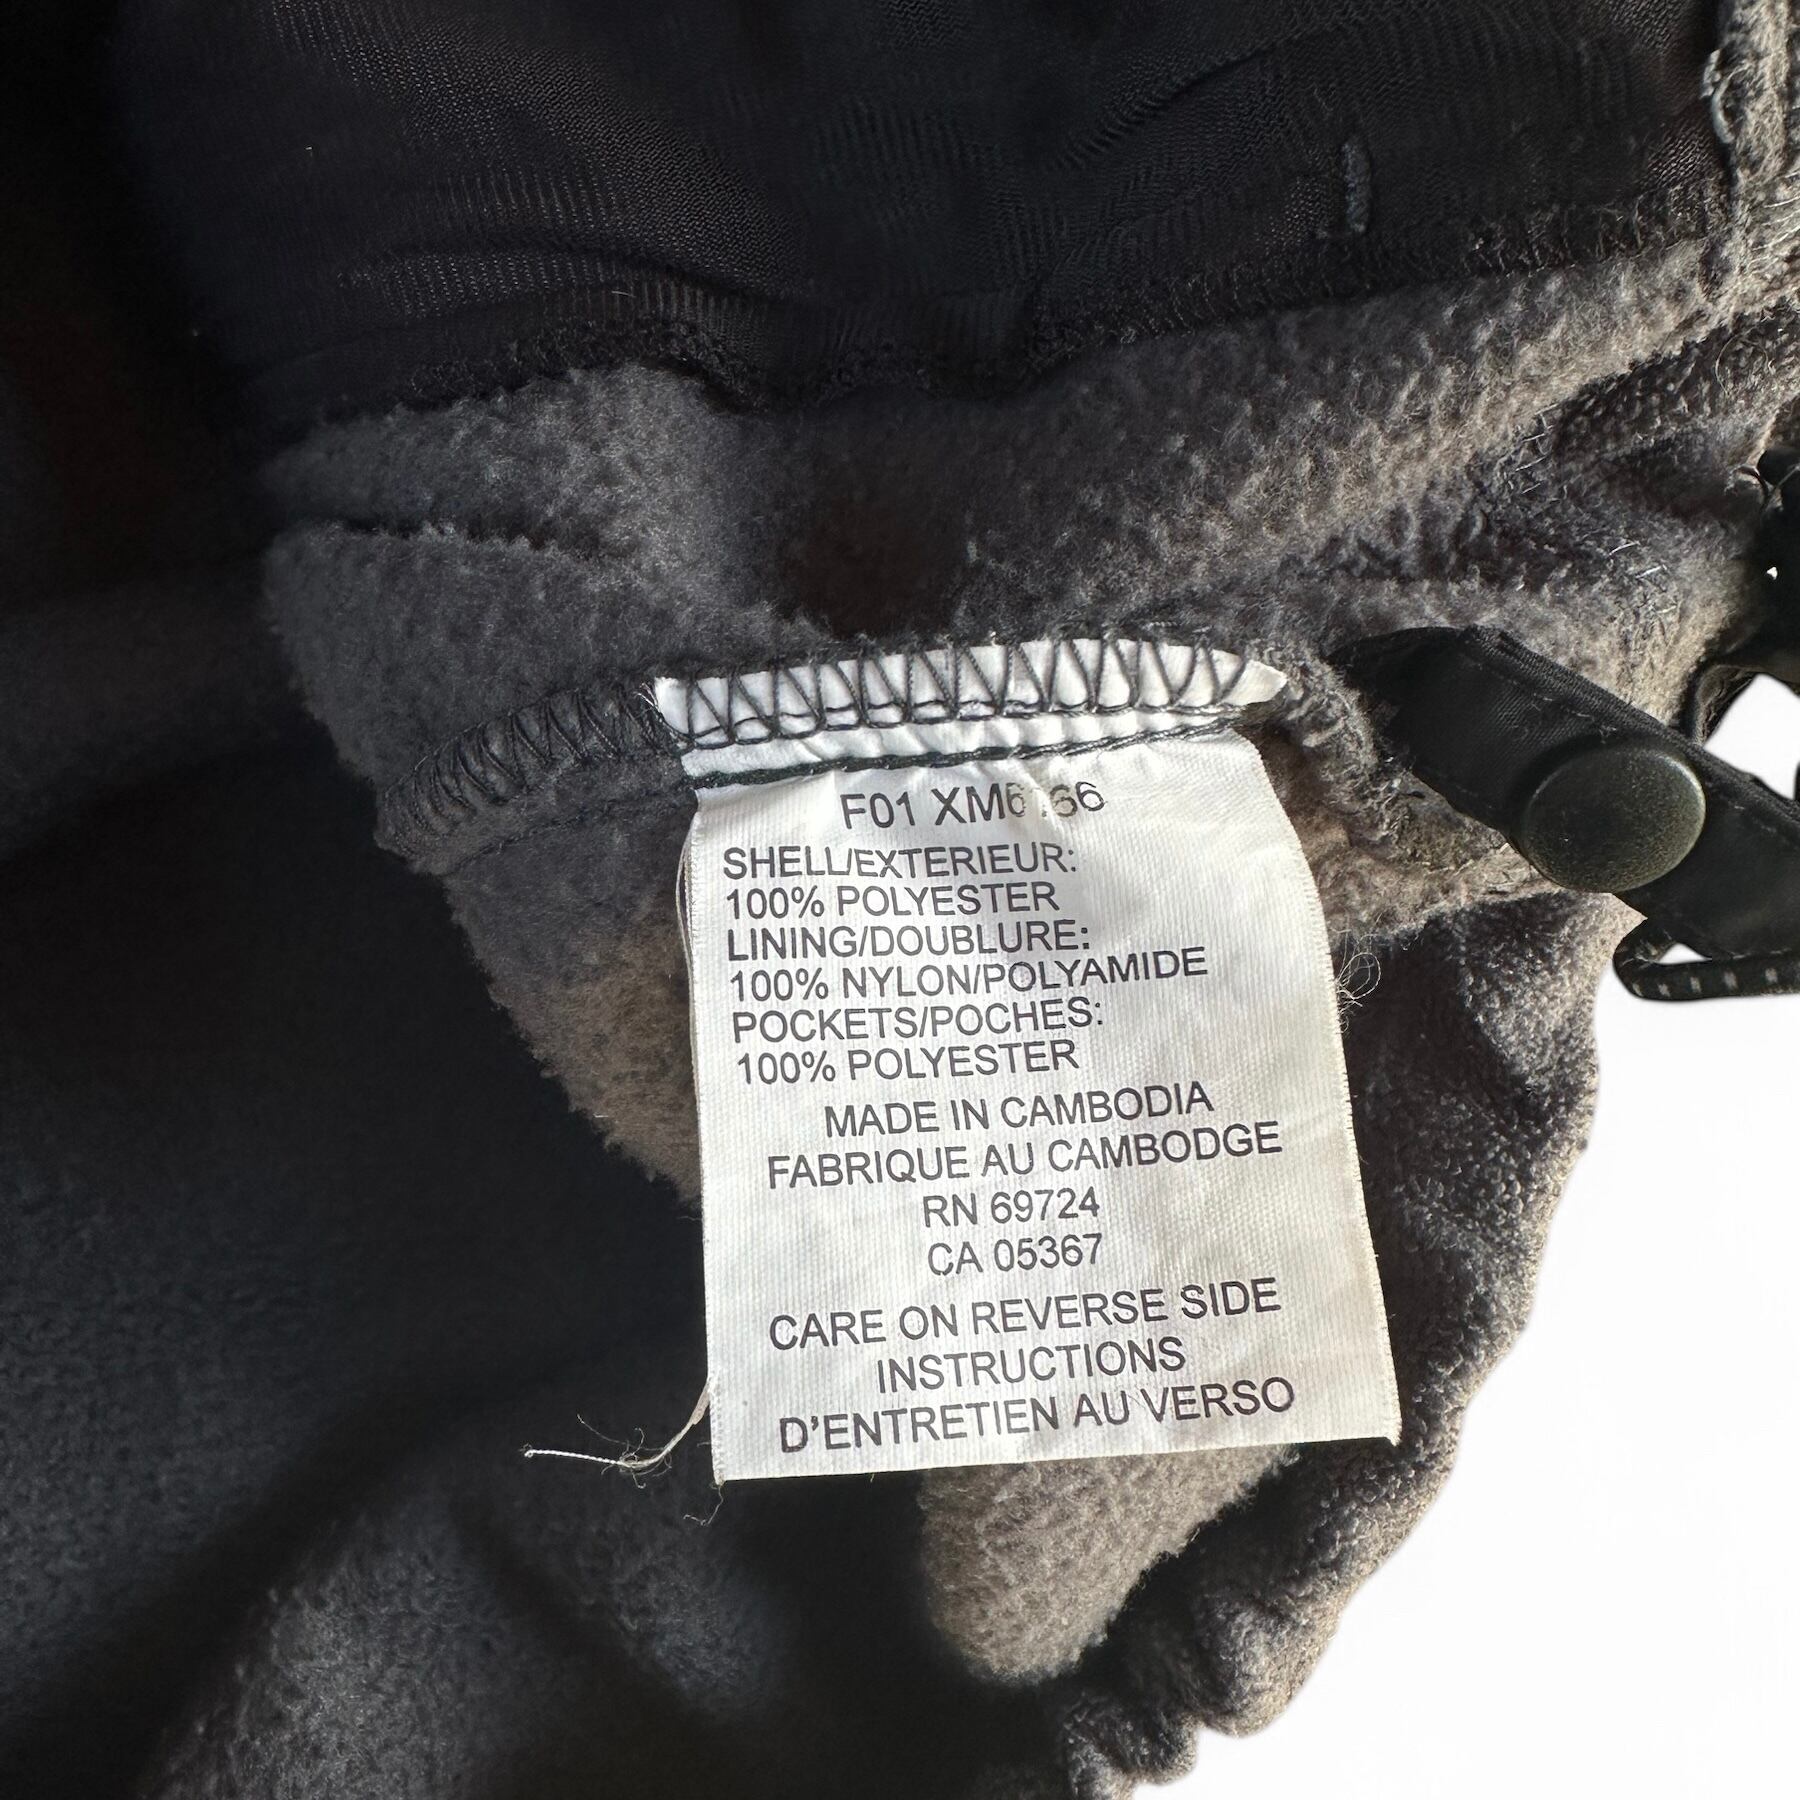 F01
SHELL/EXTERIEUR:
100% POLYESTER
LINING/DOUBLURE:
100% NYLON/POLYAMIDE
POCKETS/POCHES:
100% POLYESTER
MADE IN CAMBODIA
FABRIQUE AU CAMBODGE
RN 69724
CA 05367
CARE ON REVERSE SIDE
INSTRUCTIONS
D'ENTRETIEN AU VERSO